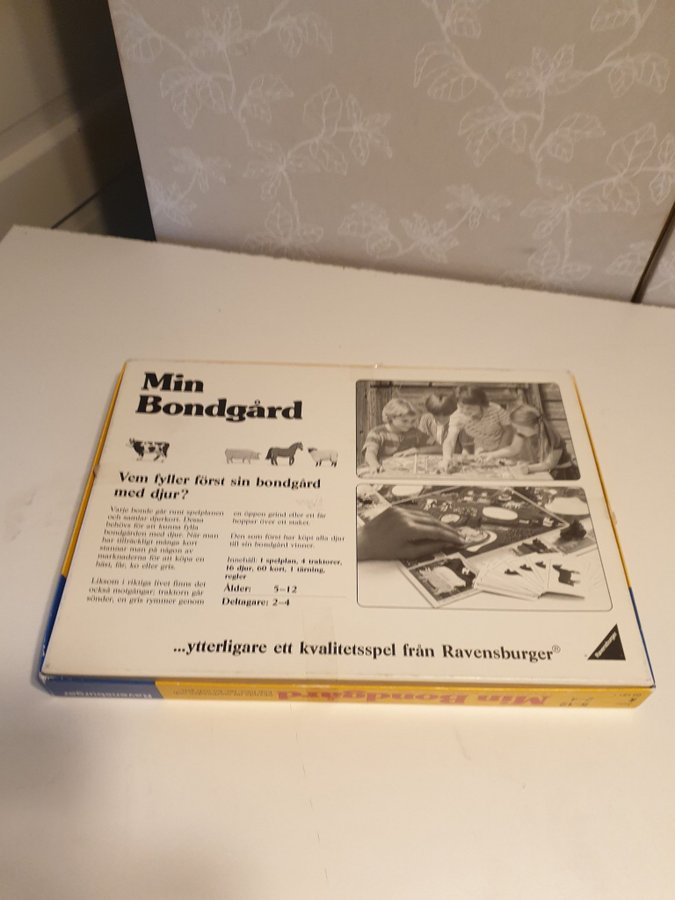 Min
Bondgård
Vem fyller först sin bondgård
med djur?
Varje bonde går runt spelplanen
och samlar djurkort. Dessa
behövs för att kunna fylla
bondgården med djur. När man
har tillräckligt många kort
stannar man på någon av
marknaderna för att köpa en
häst, får, ko eller gris.
Liksom i riktiga livet finns det
också motgångar; traktorn går
sönder, en gris rymmer genom
en öppen grind eller en får
hoppar över ett staket.
Den som först har köpt alla djur
till sin bondgård vinner.
Innehåll: 1 spelplan, 4 traktorer,
16 djur, 60 kort, 1 tärning,
regler
Ålder: 5–12
Deltagare: 2–4
...ytterligare ett kvalitetsspel från Ravensburger®
Ravensburger
Ravensburger
Min Bondgård